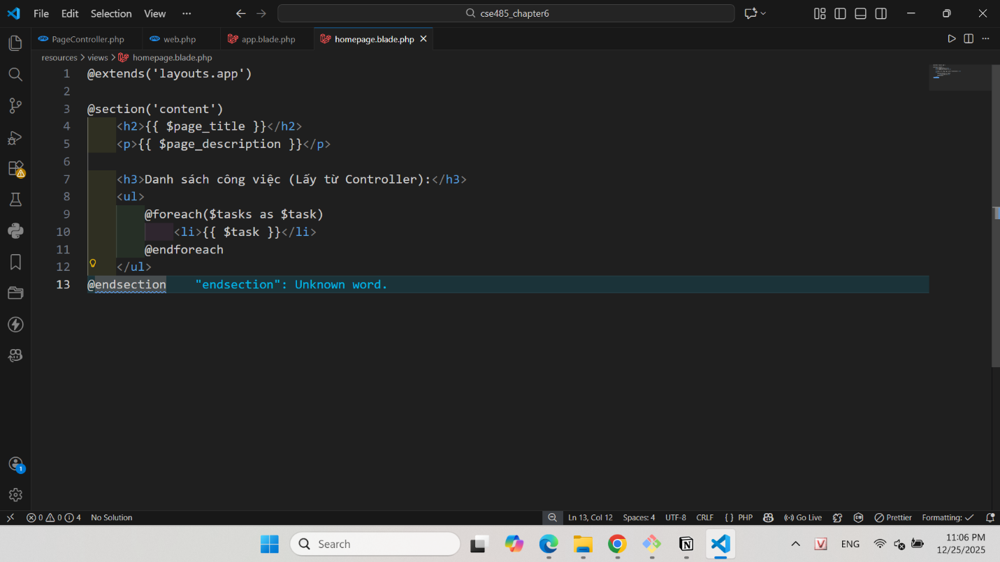 File Edit Selection View ··· cse485_chapter6
PageController.php web.php app.blade.php homepage.blade.php
resources > views > homepage.blade.php
1 @extends('layouts.app')
2
3 @section('content')
4 <h2>{{ $page_title }}</h2>
5 <p>{{ $page_description }}</p>
6
7 <h3>Danh sách công việc (Lấy từ Controller):</h3>
8 <ul>
9 @foreach($tasks as $task)
10 <li>{{ $task }}</li>
11 @endforeach
12 </ul>
13 @endsection "endsection": Unknown word.
1
0 0 4 No Solution Ln 13, Col 12 Spaces: 4 UTF-8 CRLF { } PHP Go Live Prettier Formatting:
Search V ENG 11:06 PM
12/25/2025